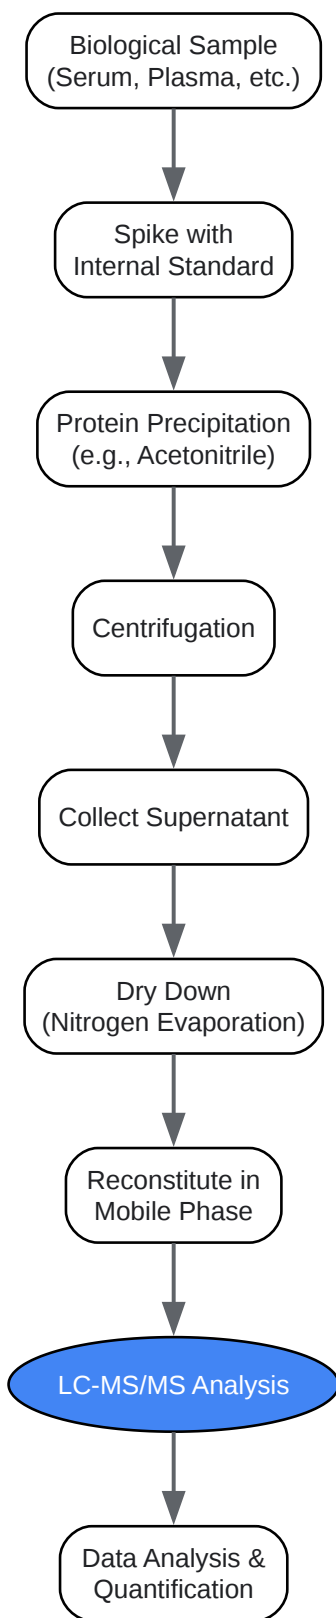 Biological Sample
(Serum, Plasma, etc.)
Spike with
Internal Standard
Protein Precipitation
(e.g., Acetonitrile)
Centrifugation
Collect Supernatant
Dry Down
(Nitrogen Evaporation)
Reconstitute in
Mobile Phase
LC-MS/MS Analysis
Data Analysis &
Quantification